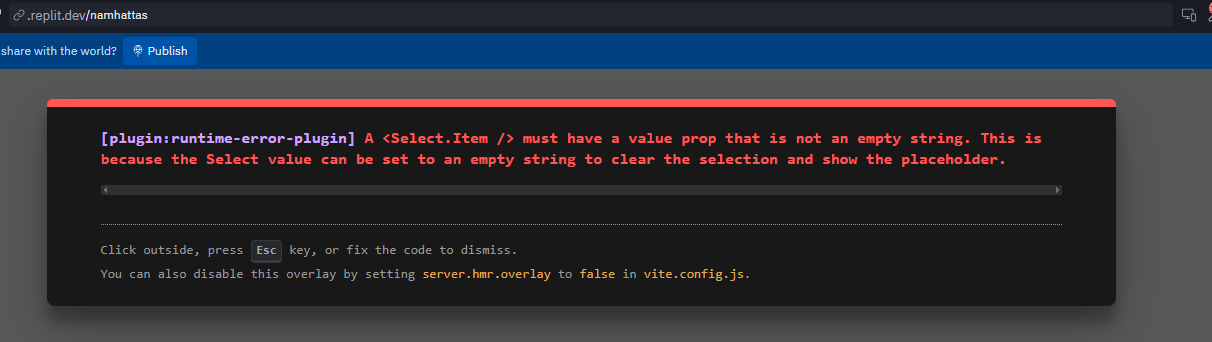 .replit.dev/namhattas
share with the world? Publish
[plugin:runtime-error-plugin] A <Select.Item /> must have a value prop that is not an empty string. This is
because the Select value can be set to an empty string to clear the selection and show the placeholder.
Click outside, press Esc key, or fix the code to dismiss.
You can also disable this overlay by setting server.hmr.overlay to false in vite.config.js.